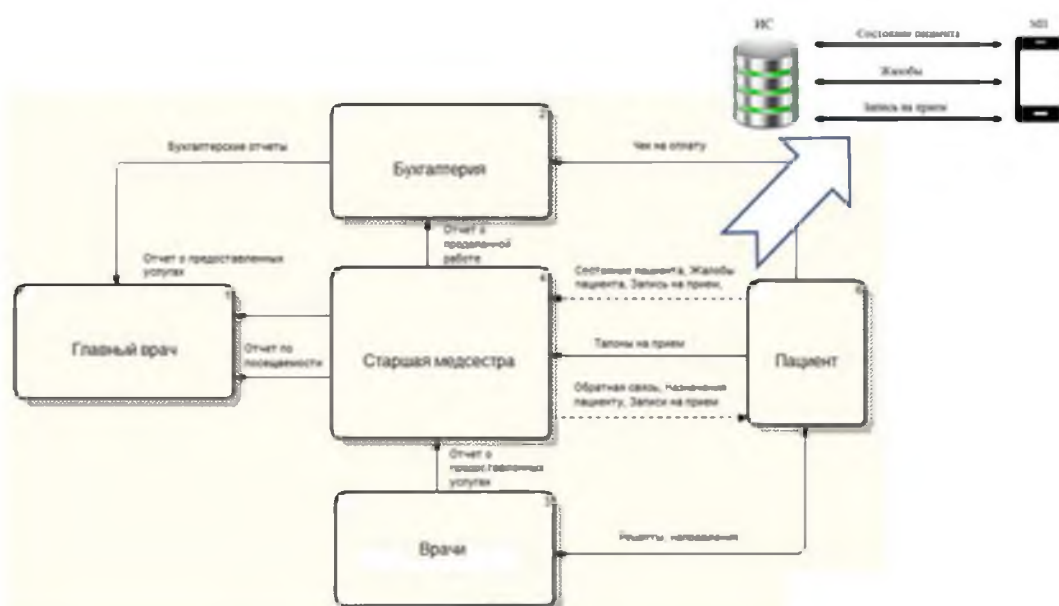 ИС
МП
Состояние пациента
Жалобы
Запись на прием
2
Бухгалтерские отчеты
Бухгалтерия
Чек на оплату
Отчет о
проделанной
работе
Отчет о предоставленных
услугах
Состояние пациента, Жалобы
пациента, Запись на прием,
4
Главный врач
Отчет по
посещаемости
Старшая медсестра
Талоны на прием
Пациент
Обратная связь, Назначения
пациенту, Записи на прием
Отчет о
предоставленных
услугах
Врачи
Рецепты, направления